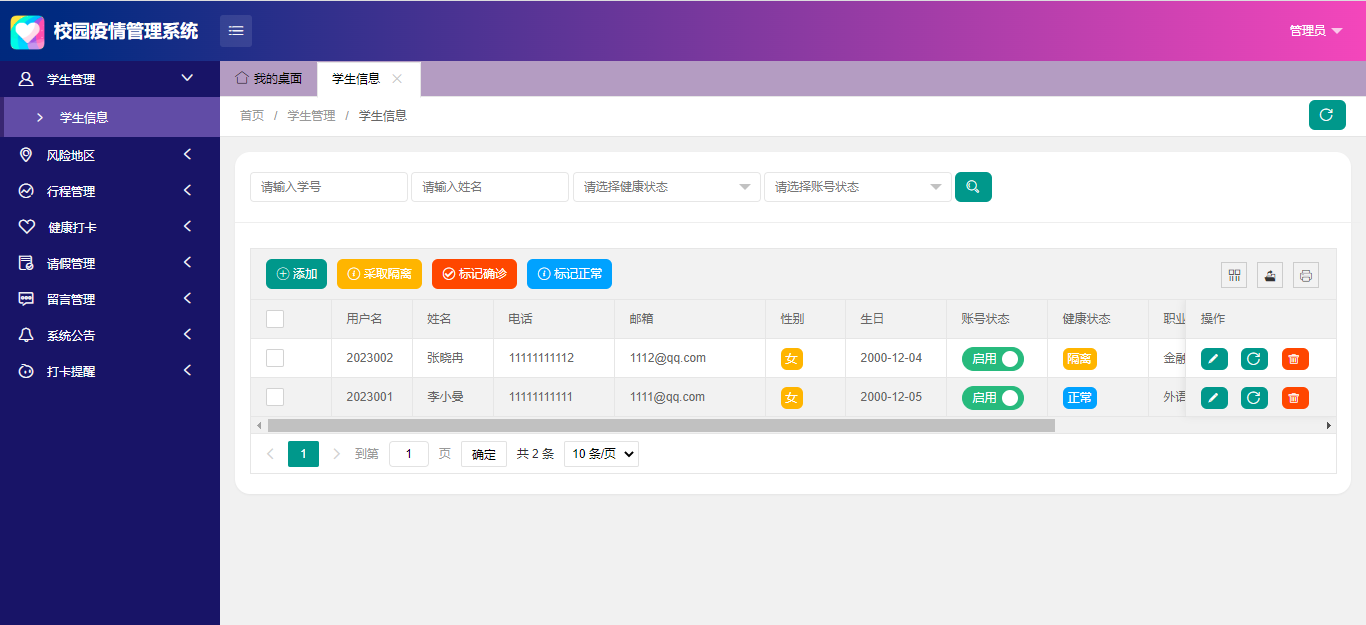 校园疫情管理系统
管理员
学生管理
学生信息
风险地区
行程管理
健康打卡
请假管理
留言管理
系统公告
打卡提醒
我的桌面 学生信息
首页 / 学生管理 / 学生信息
请输入学号 请输入姓名 请选择健康状态 请选择账号状态
添加 采取隔离 标记确诊 标记正常
用户名 姓名 电话 邮箱 性别 生日 账号状态 健康状态 职业 操作
2023002 张晓冉 11111111112 1112@qq.com 女 2000-12-04 启用 隔离 金融
2023001 李小曼 11111111111 1111@qq.com 女 2000-12-05 启用 正常 外语
1 到第 1 页 确定 共 2 条 10 条/页